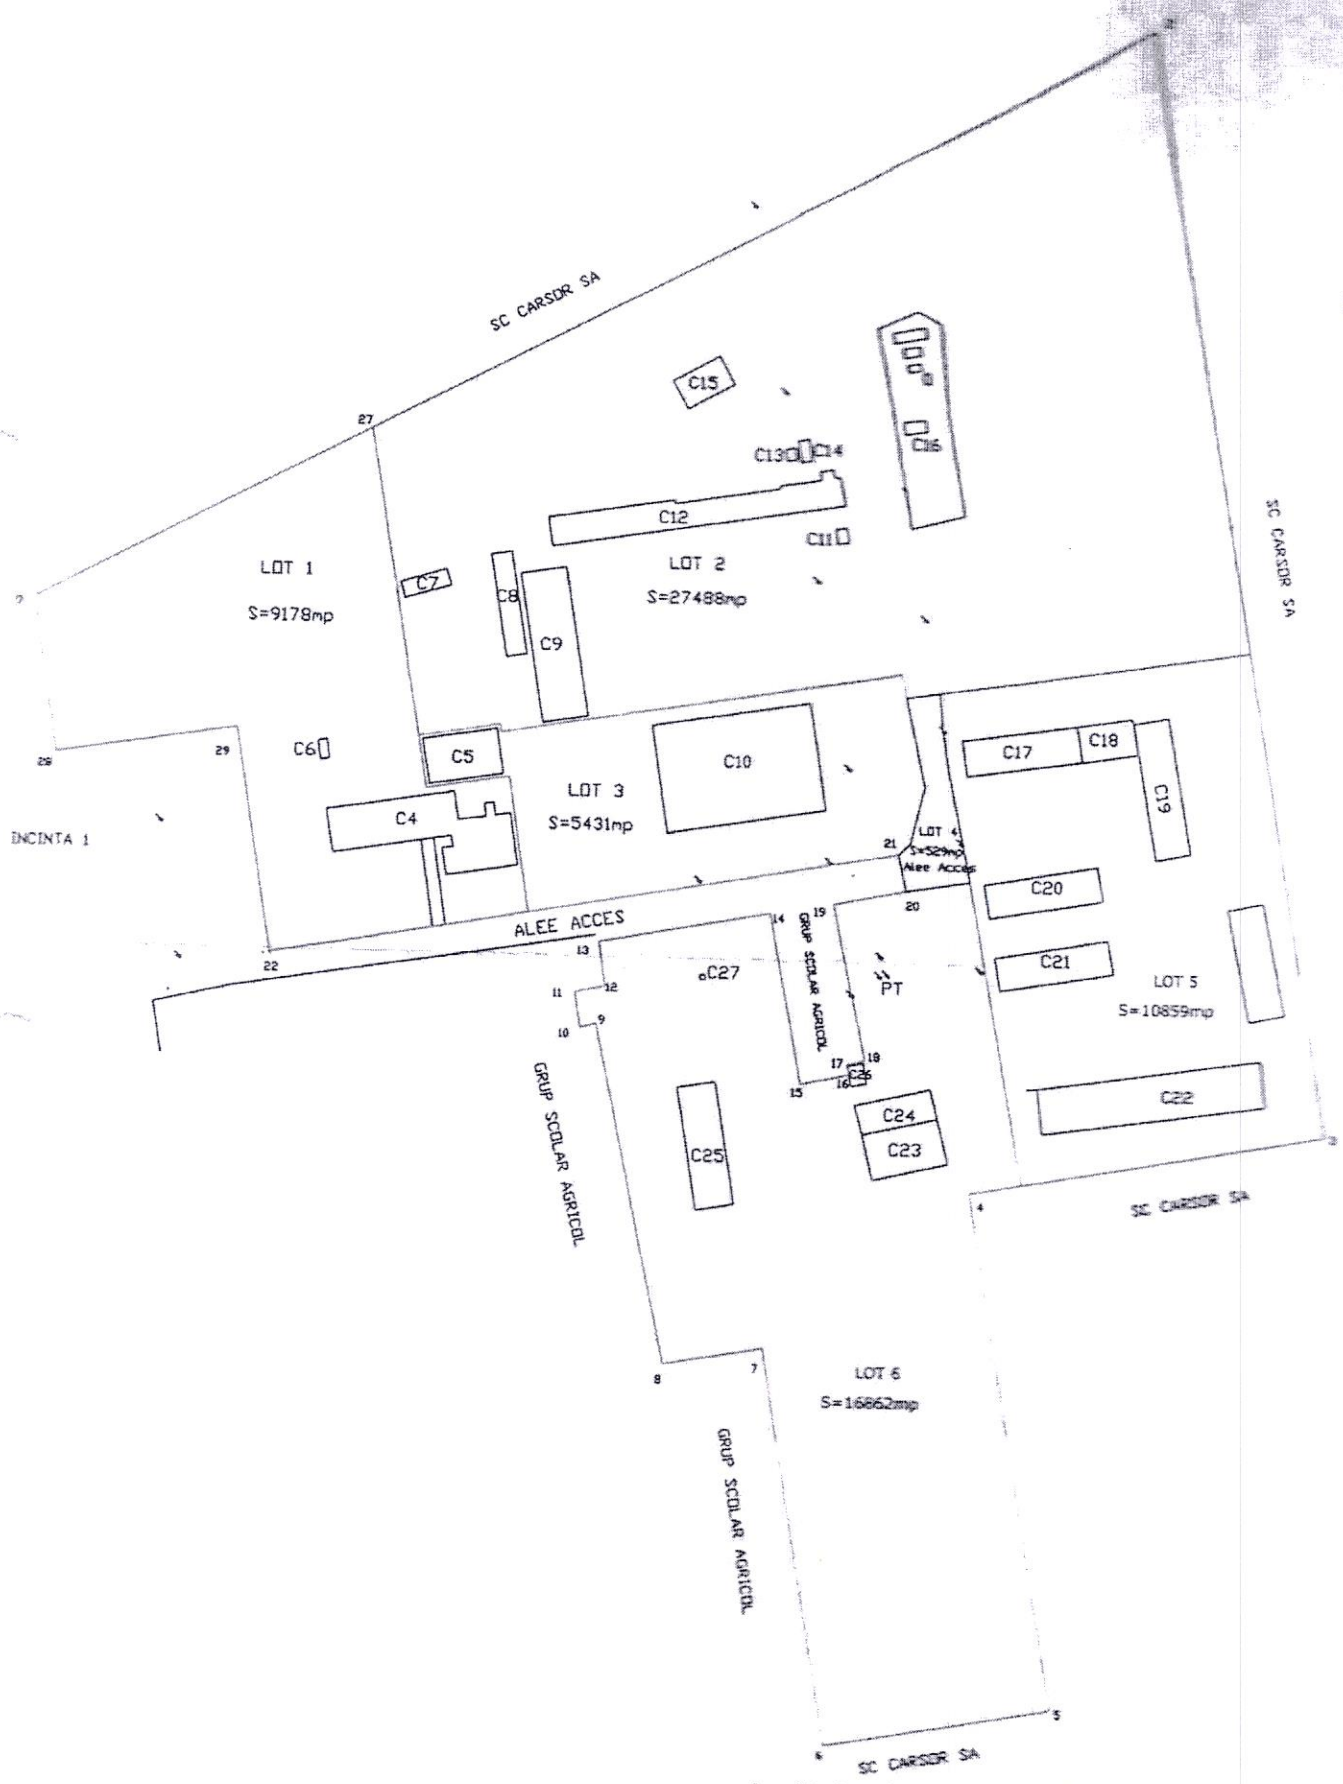 SC CARSOR SA
27
C15
C16
C13
C14
C12
C11
SC CARSOR SA
LOT 1
S=9178mp
LOT 2
S=27488mp
C7
C8
C9
28
29
C6
C5
C10
C17
C18
C19
LOT 3
S=5431mp
C4
INCINTA 1
21
LOT 4
S=529mp
Alee Acces
C20
20
19
14
ALEE ACCES
13
22
GRUP SCOLAR AGRICOL
C27
12
11
10
9
PT
C21
LOT 5
S=10859mp
18
17
C26
16
15
C22
GRUP SCOLAR AGRICOL
C24
C23
C25
3
4
SC CARSOR SA
8
7
LOT 6
S=16862mp
GRUP SCOLAR AGRICOL
5
6
SC CARSOR SA